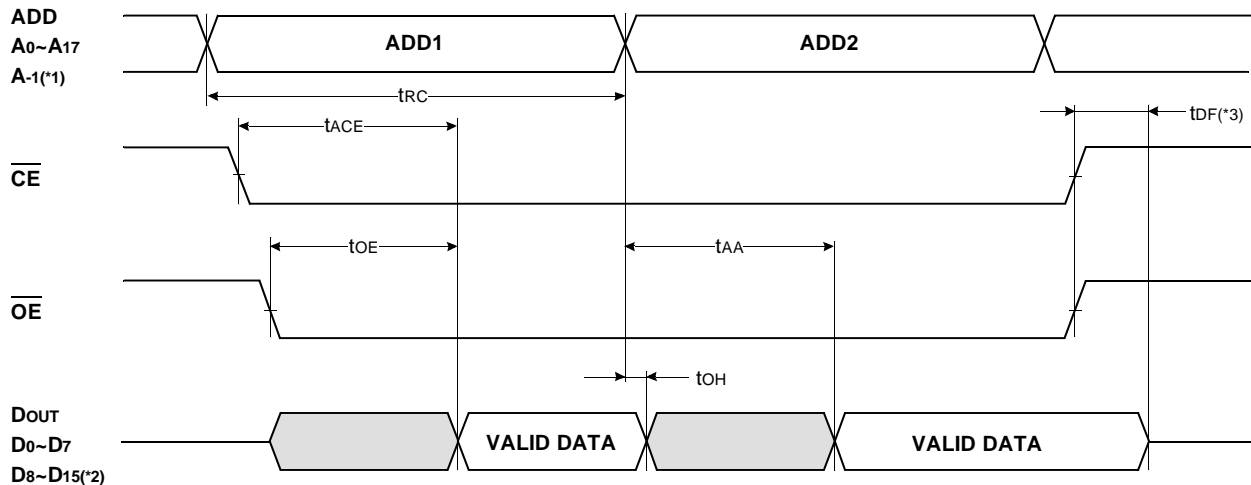 ADD
A0~A17
A-1(*1)
ADD1
ADD2
tRC
tACE
tDF(*3)
CE
tOE
tAA
OE
tOH
DOUT
D0~D7
D8~D15(*2)
VALID DATA
VALID DATA